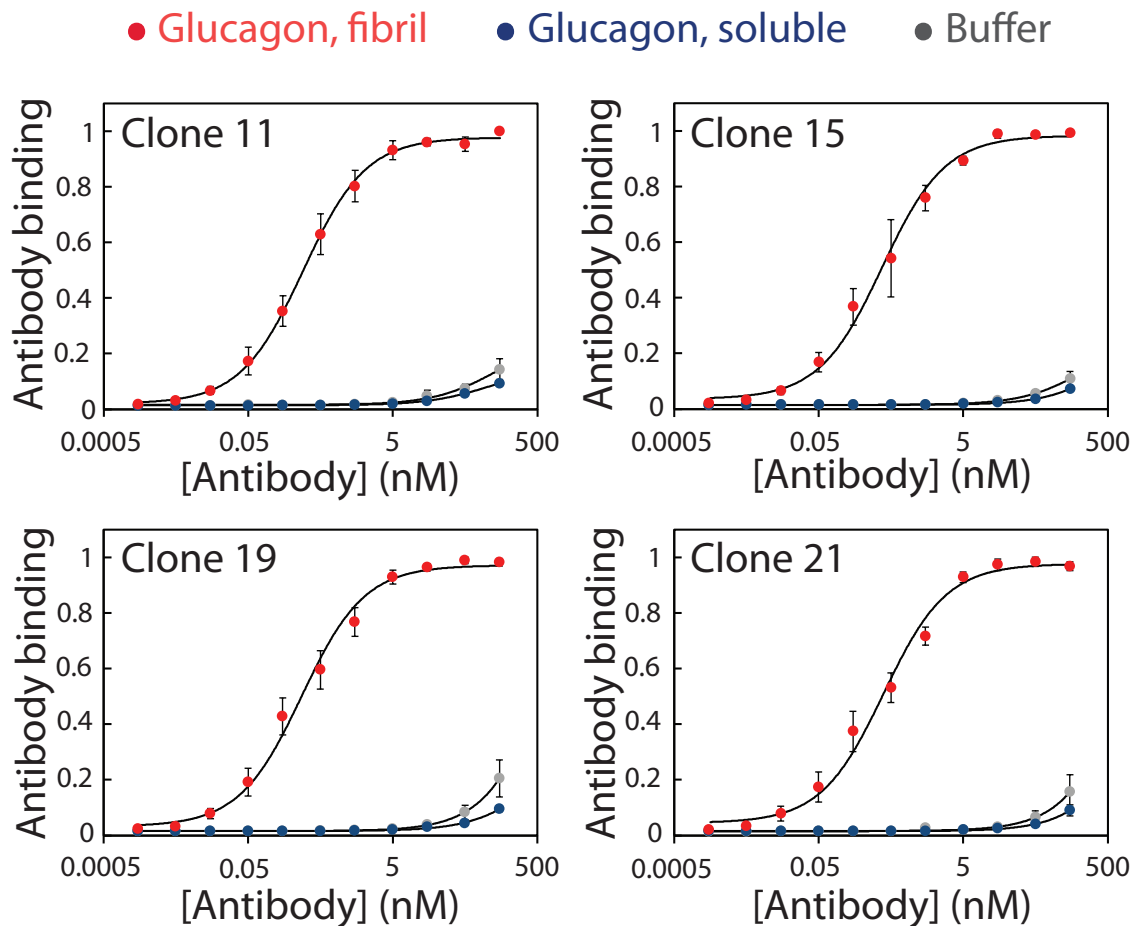 Glucagon, fibril Glucagon, soluble Buffer
Clone 11
Antibody binding
1
0.8
0.6
0.4
0.2
0
0.0005 0.05 5 500
[Antibody] (nM)
Clone 15
Antibody binding
1
0.8
0.6
0.4
0.2
0
0.0005 0.05 5 500
[Antibody] (nM)
Clone 19
Antibody binding
1
0.8
0.6
0.4
0.2
0
0.0005 0.05 5 500
[Antibody] (nM)
Clone 21
Antibody binding
1
0.8
0.6
0.4
0.2
0
0.0005 0.05 5 500
[Antibody] (nM)